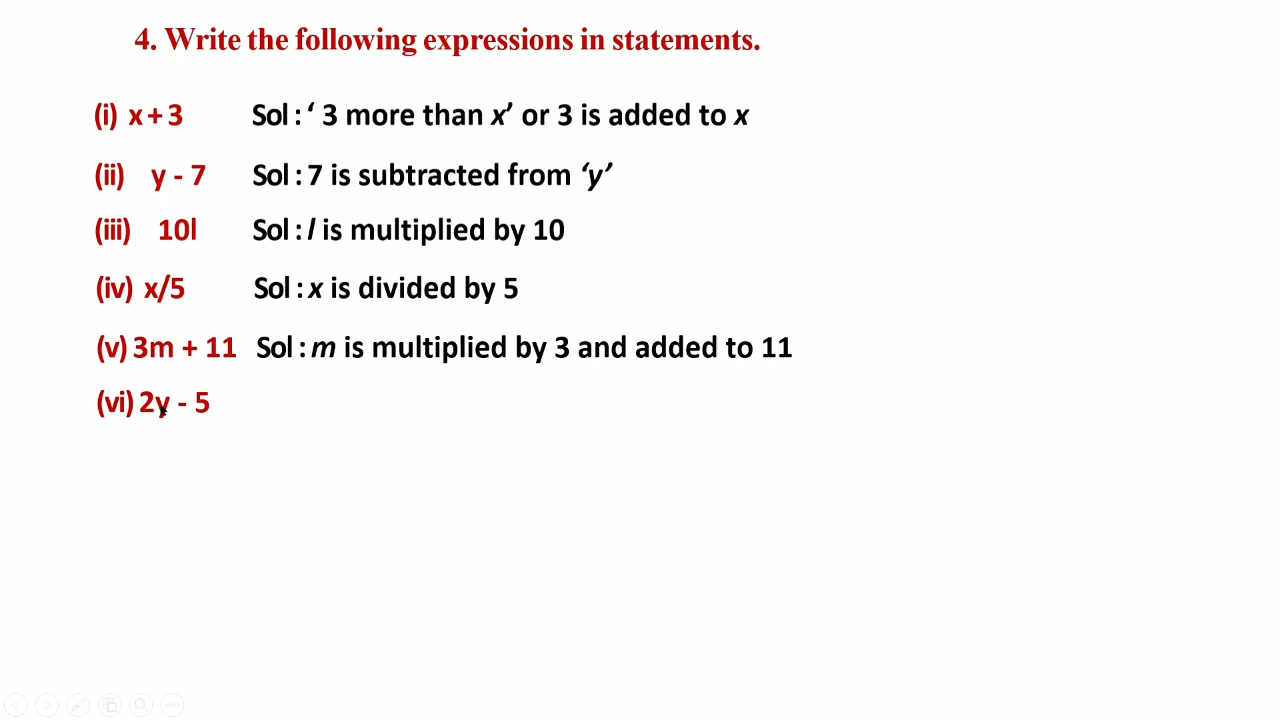 4. Write the following expressions in statements.
(i) x + 3 Sol : ‘ 3 more than x’ or 3 is added to x
(ii) y - 7 Sol : 7 is subtracted from ‘y’
(iii) 10l Sol : l is multiplied by 10
(iv) x/5 Sol : x is divided by 5
(v) 3m + 11 Sol : m is multiplied by 3 and added to 11
(vi) 2y - 5